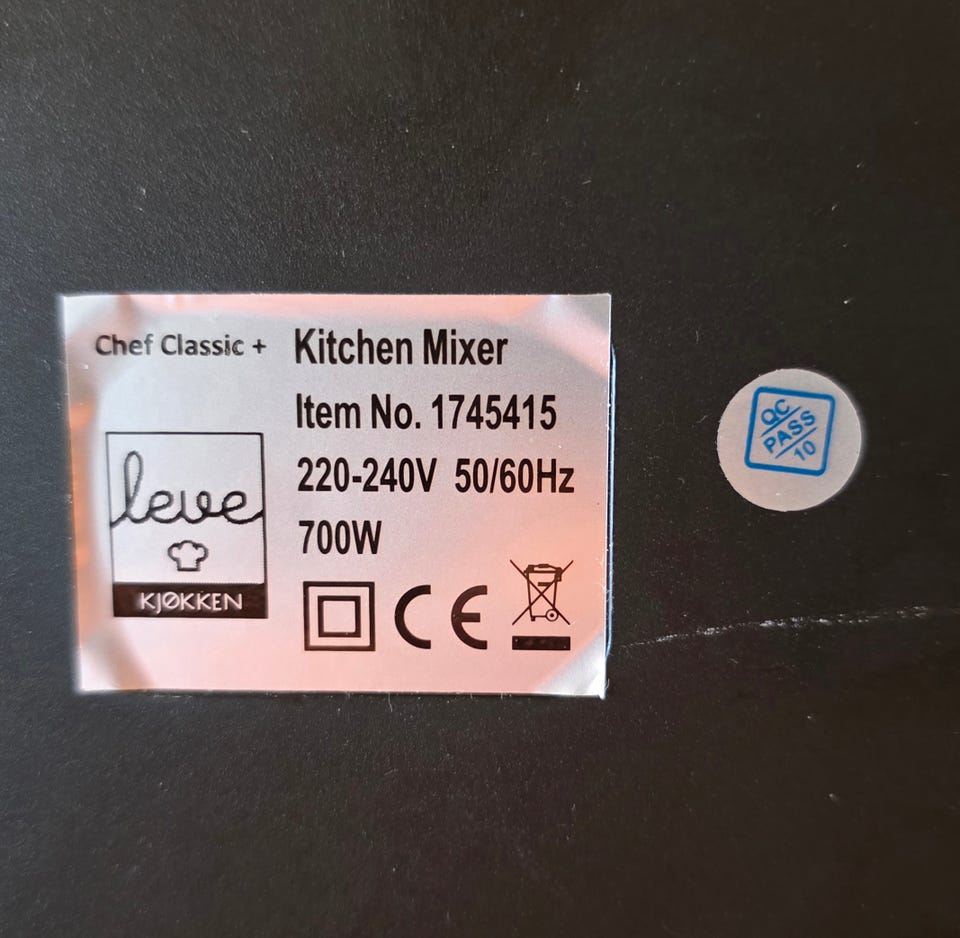 Chef Classic +
Kitchen Mixer
Item No. 1745415
220-240V 50/60Hz
700W
leve
KJØKKEN
CE
QC
PASS
10